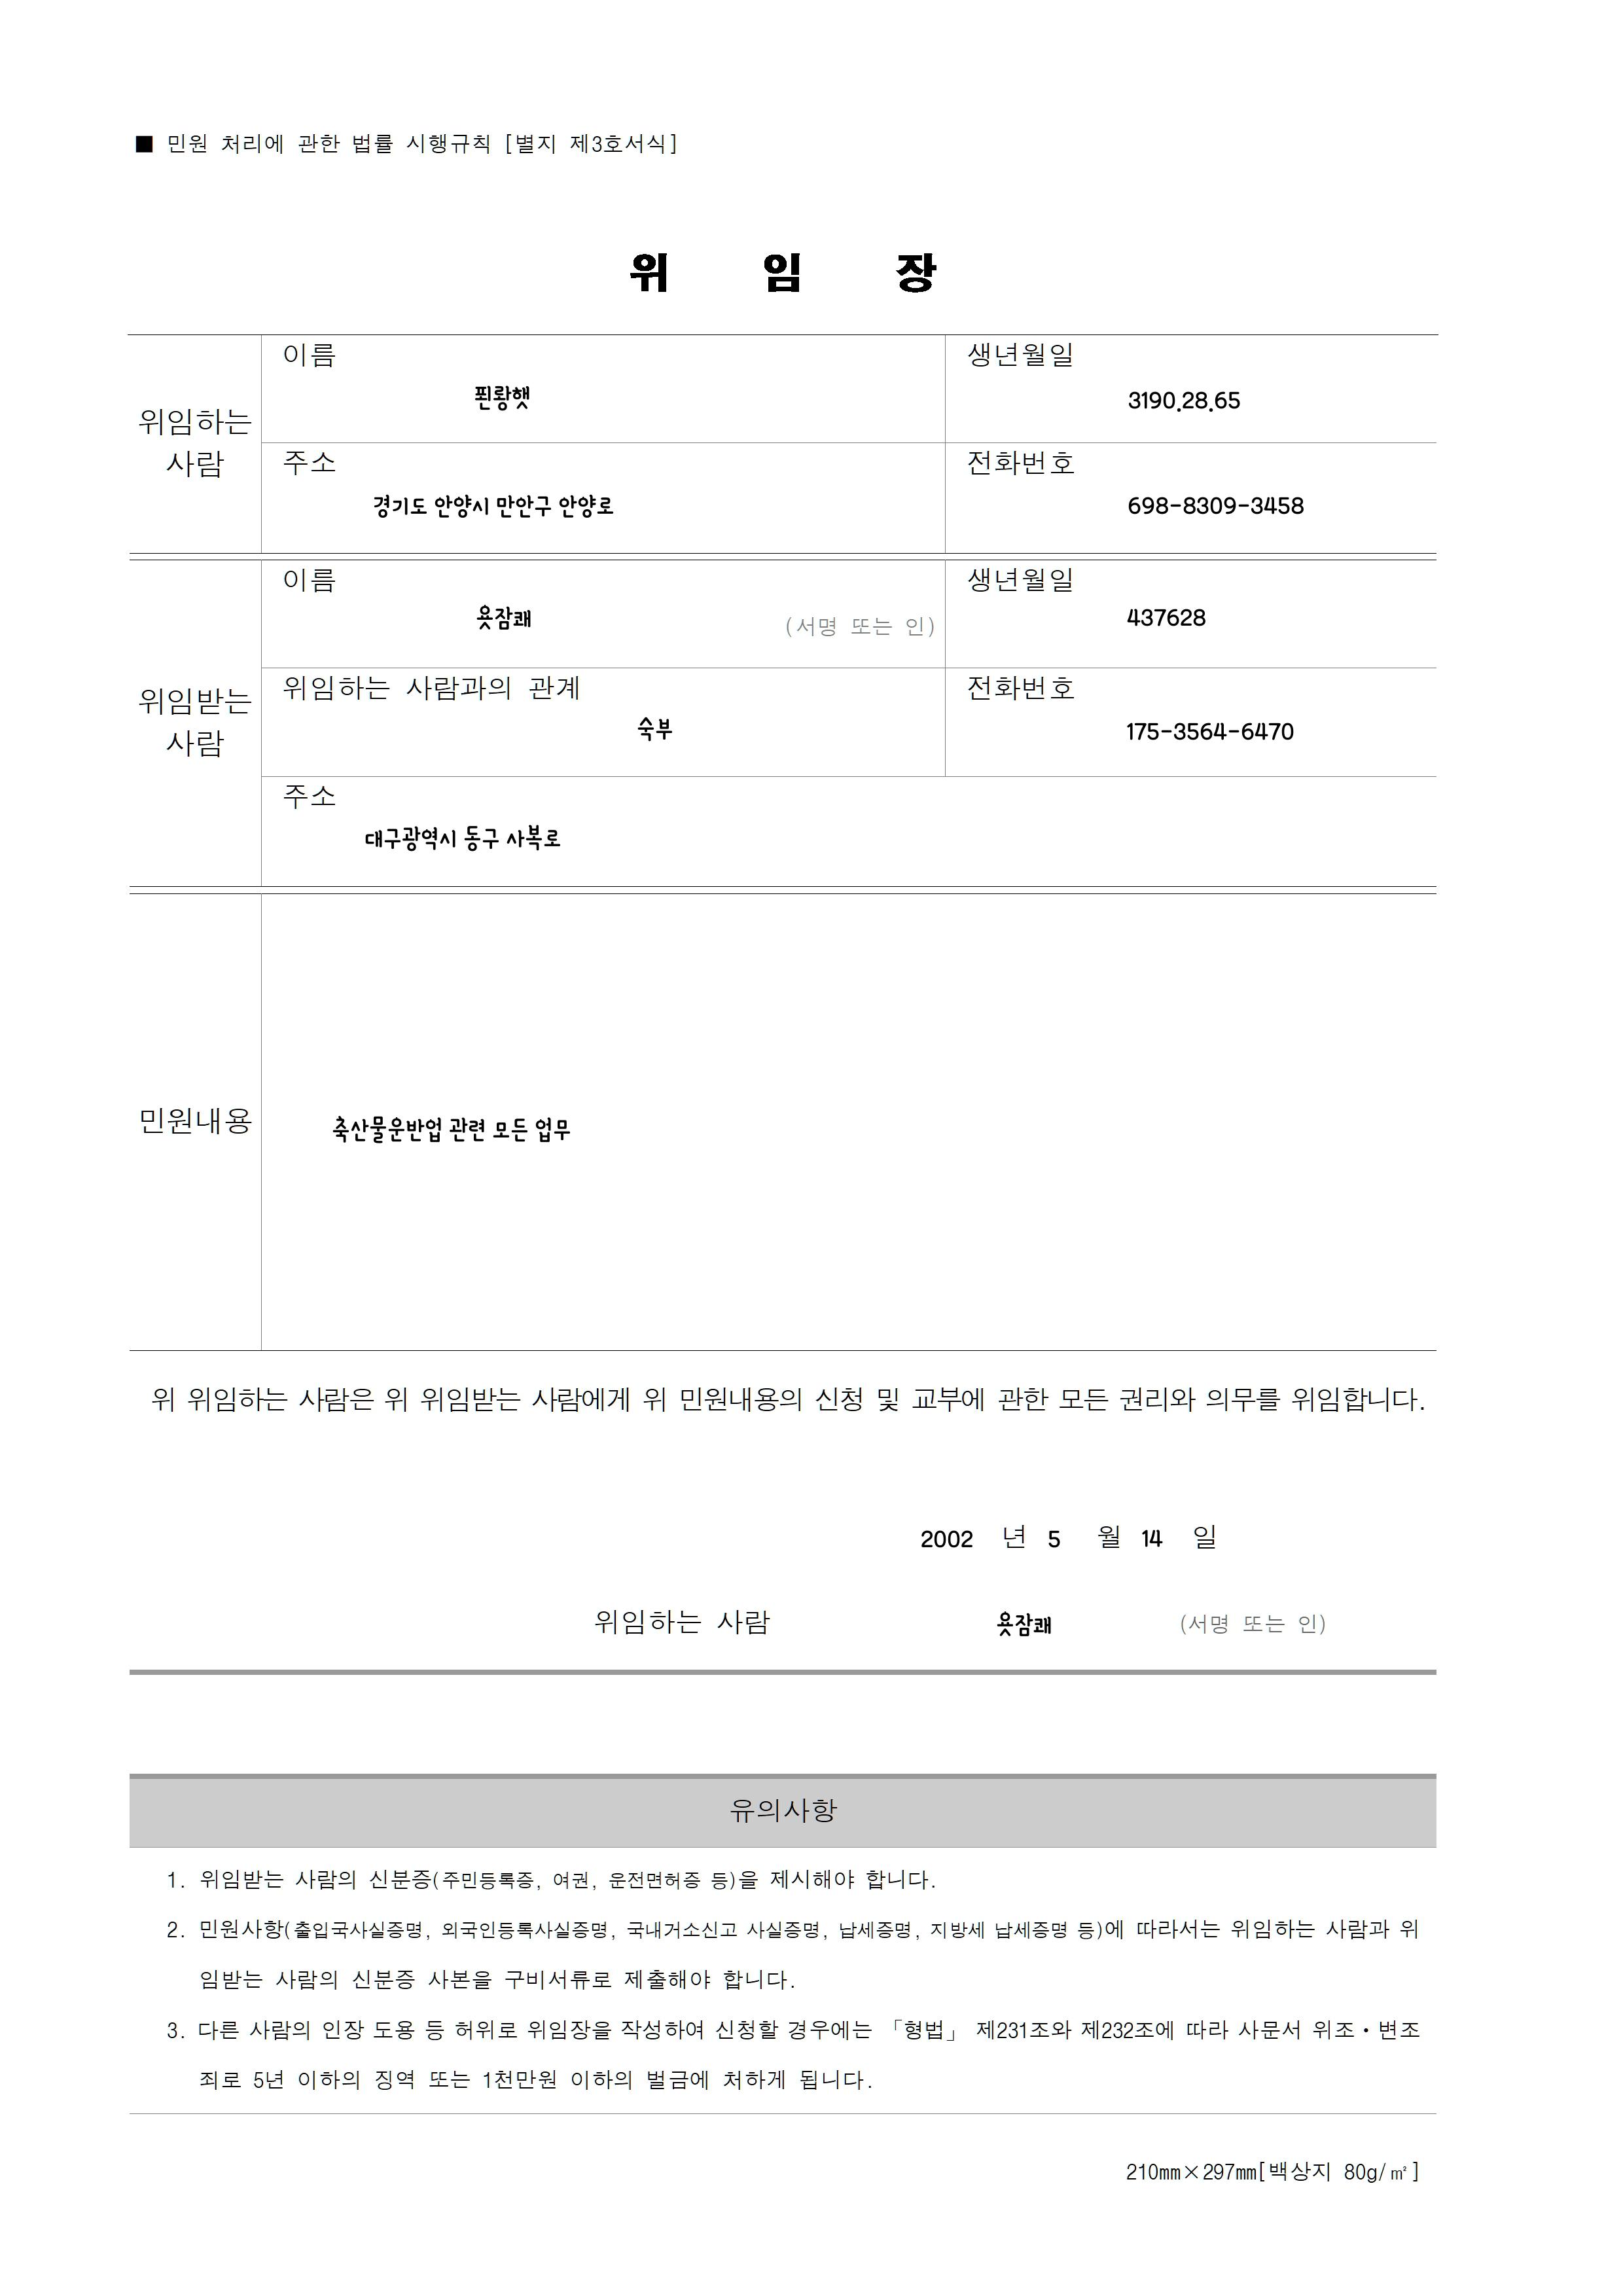 ■ 민원 처리에 관한 법률 시행규칙 [별지 제3호서식]
위 임 장
위임하는 사람
이름
생년월일
3190.28.65
주소
전화번호
경기도 안양시 만안구 안양로
698-8309-3458
위임받는 사람
이름
생년월일
욧잠쾌
(서명 또는 인)
437628
위임하는 사람과의 관계
전화번호
숙부
175-3564-6470
주소
대구광역시 동구 사복로
민원내용
축산물운반업 관련 모든 업무
위 위임하는 사람은 위 위임받는 사람에게 위 민원내용의 신청 및 교부에 관한 모든 권리와 의무를 위임합니다.
2002 년 5 월 14 일
위임하는 사람 욧잠쾌 (서명 또는 인)
유의사항
1. 위임받는 사람의 신분증(주민등록증, 여권, 운전면허증 등)을 제시해야 합니다.
2. 민원사항(출입국사실증명, 외국인등록사실증명, 국내거소신고 사실증명, 납세증명, 지방세 납세증명 등)에 따라서는 위임하는 사람과 위
임받는 사람의 신분증 사본을 구비서류로 제출해야 합니다.
3. 다른 사람의 인장 도용 등 허위로 위임장을 작성하여 신청할 경우에는 「형법」 제231조와 제232조에 따라 사문서 위조·변조
죄로 5년 이하의 징역 또는 1천만원 이하의 벌금에 처하게 됩니다.
210㎜×297㎜[백상지 80g/㎡]